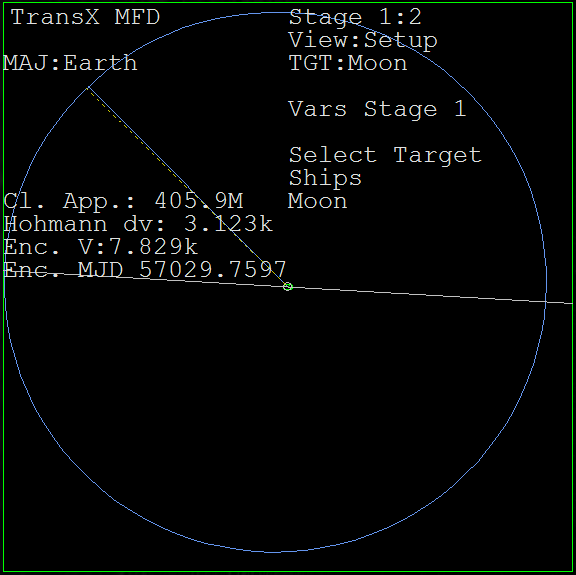 TransX MFD
Stage 1:2
View:Setup
MAJ:Earth
TGT:Moon
Vars Stage 1
Select Target
Ships
Cl. App.: 405.9M
Moon
Hohmann dv: 3.123k
Enc. V:7.829k
Enc. MJD 57029.7597